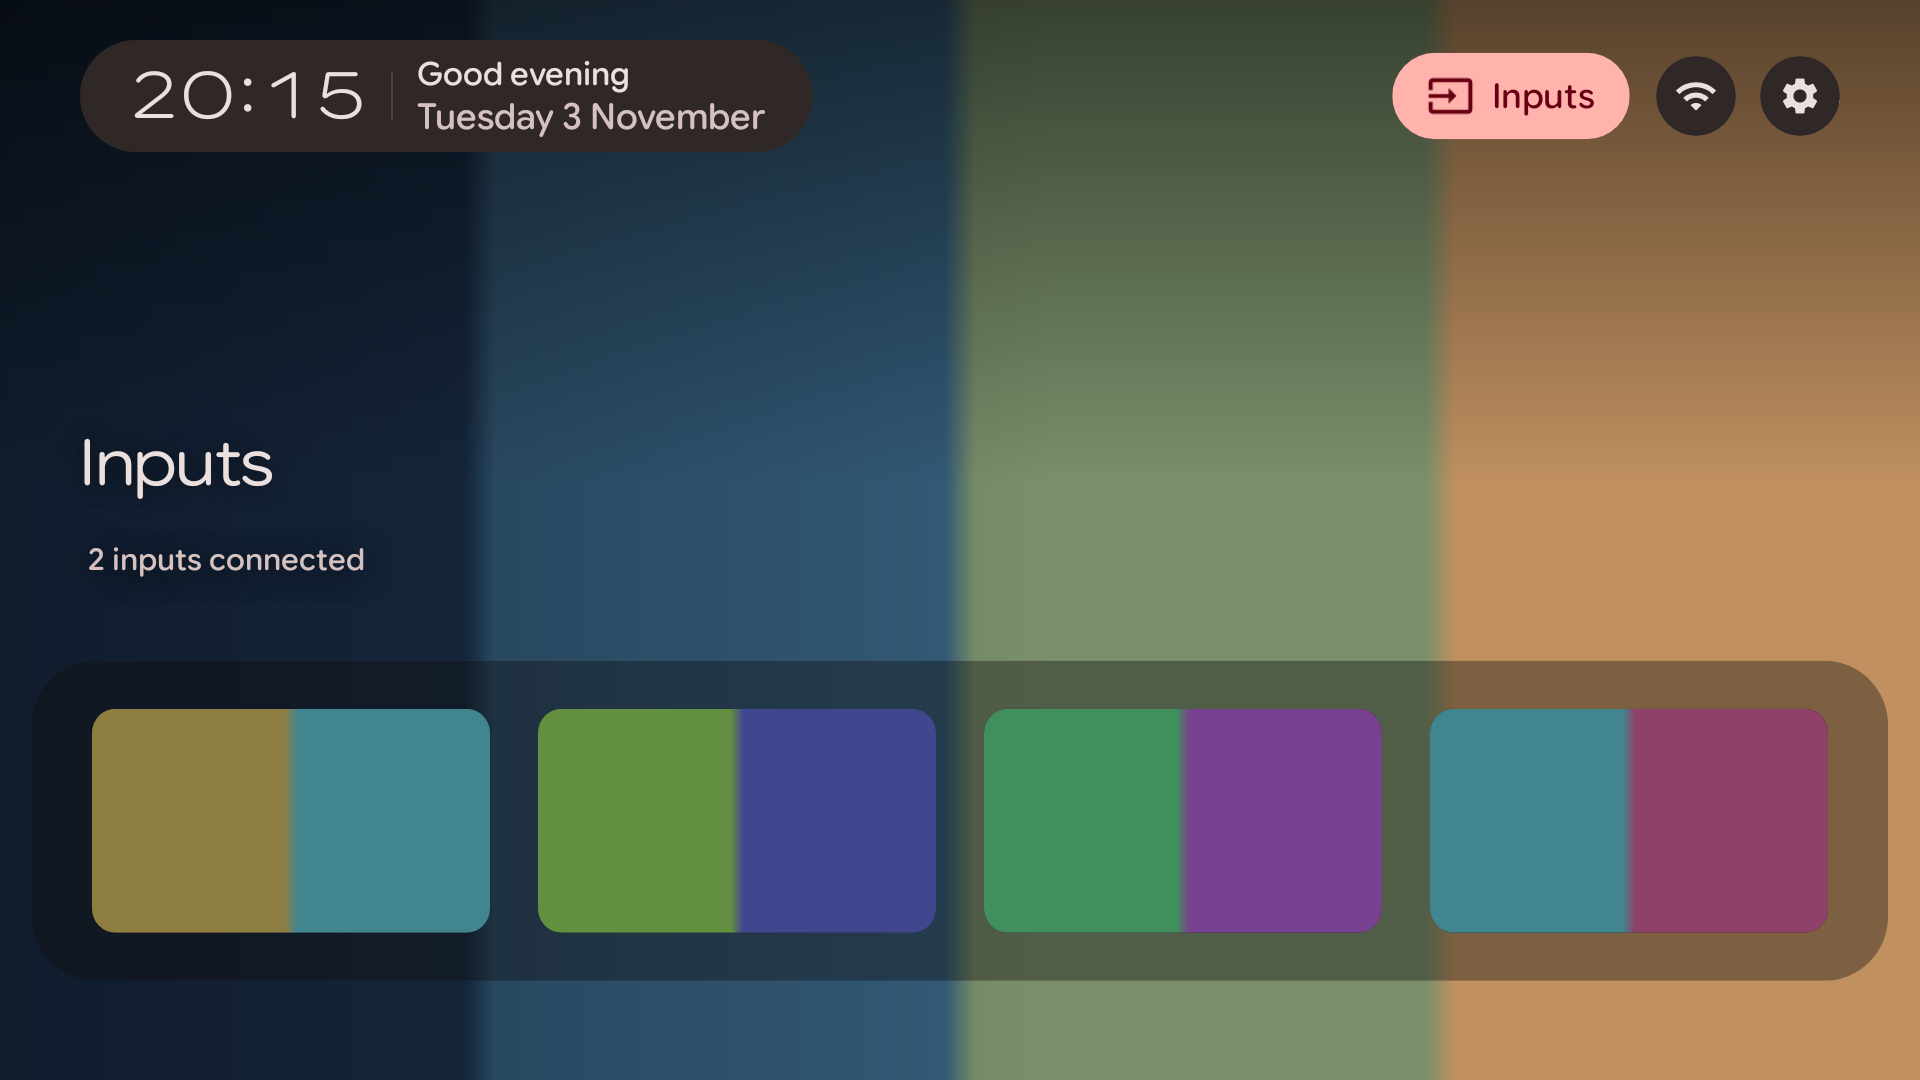 20:15
Good evening
Tuesday 3 November
Inputs
Inputs
2 inputs connected